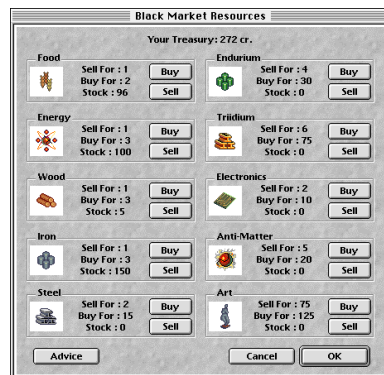 Black Market Resources
Your Treasury: 272 cr.
Food
Sell For : 1
Buy For : 2
Stock : 96
Buy
Sell
Endurium
Sell For : 4
Buy For : 30
Stock : 0
Buy
Sell
Energy
Sell For : 1
Buy For : 3
Stock : 100
Buy
Sell
Triidium
Sell For : 6
Buy For : 75
Stock : 0
Buy
Sell
Wood
Sell For : 1
Buy For : 3
Stock : 5
Buy
Sell
Electronics
Sell For : 2
Buy For : 10
Stock : 0
Buy
Sell
Iron
Sell For : 1
Buy For : 3
Stock : 150
Buy
Sell
Anti-Matter
Sell For : 5
Buy For : 20
Stock : 0
Buy
Sell
Steel
Sell For : 2
Buy For : 15
Stock : 0
Buy
Sell
Art
Sell For : 75
Buy For : 125
Stock : 0
Buy
Sell
Advice
Cancel
OK